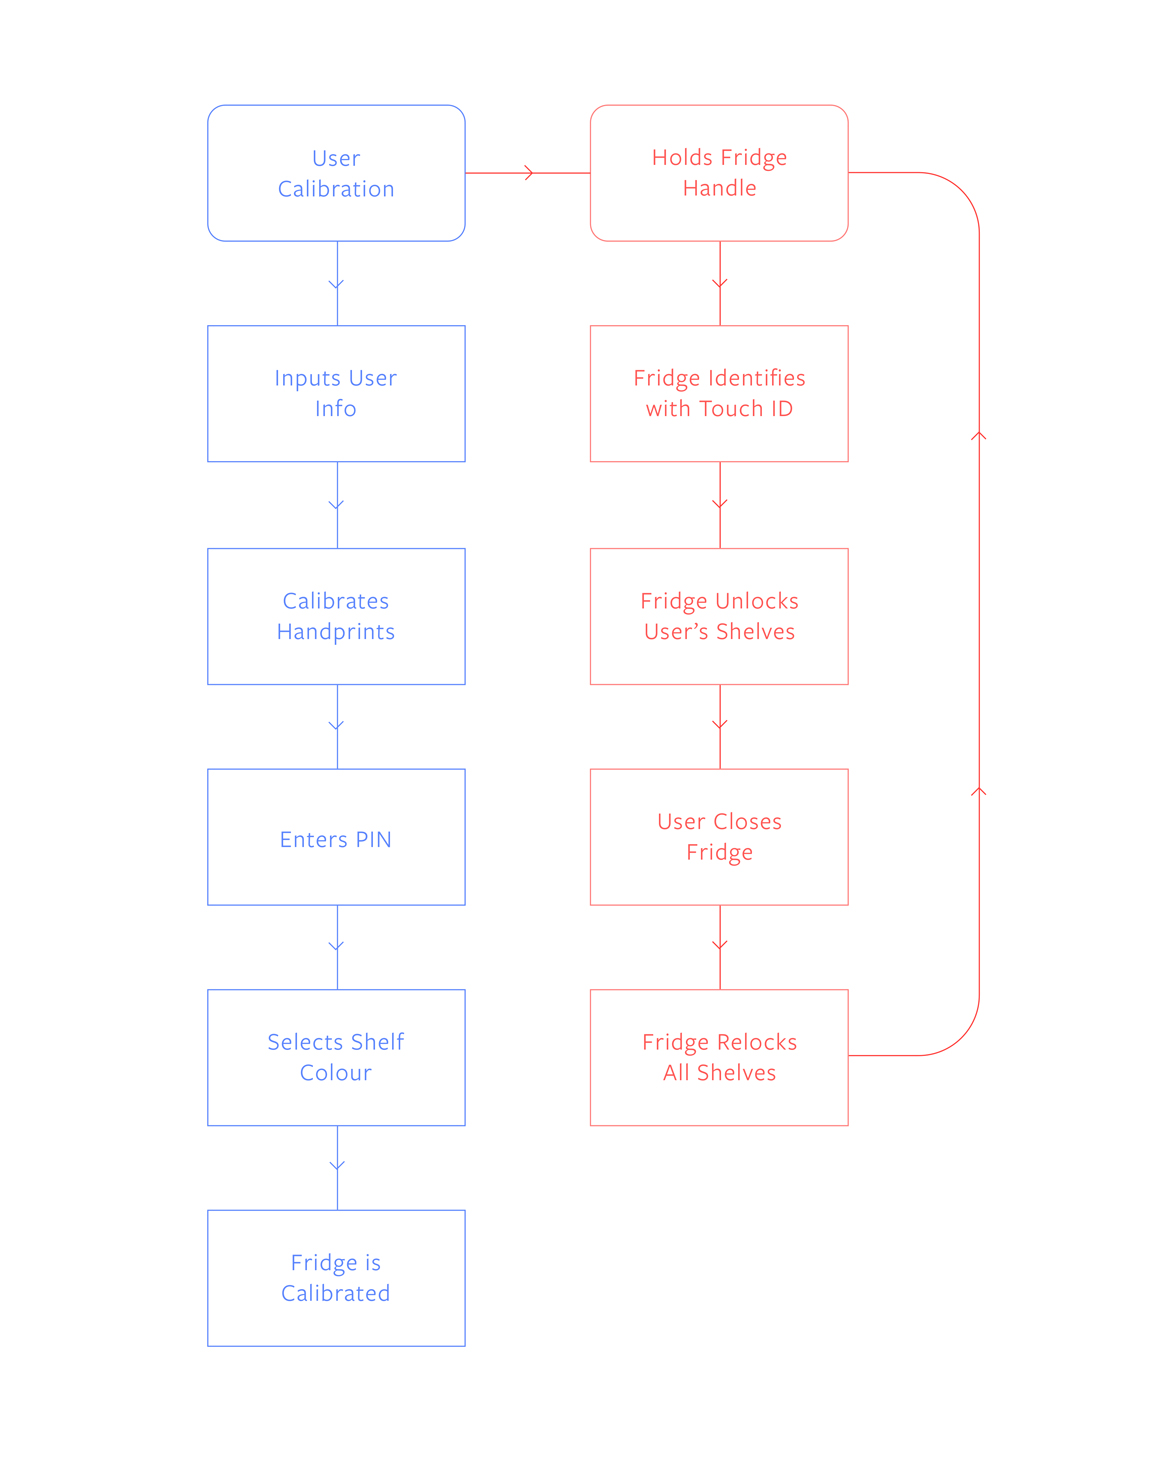 User
Calibration
Inputs User
Info
Calibrates
Handprints
Enters PIN
Selects Shelf
Colour
Fridge is
Calibrated
Holds Fridge
Handle
Fridge Identifies
with Touch ID
Fridge Unlocks
User’s Shelves
User Closes
Fridge
Fridge Relocks
All Shelves